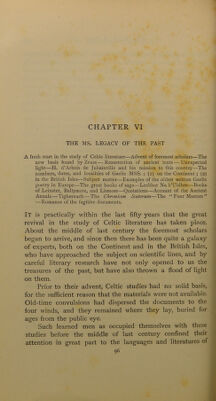 CHAPTER VI
THE MS. LEGACY OF THE PAST
A fresh start in the study of Celtic literature—Advent of foremost scholars—The
new basis found by Zeuss—Resurrection of ancient texts—Unexpected
light—H. d'Arbois de Jubainville and his mission to this country—The
numbers, dates, and localities of Gaelic MSS. : (1) on the Continent ; (2)
in the British Isles—Subject matter—Examples of the oldest written Gaelic
poetry in Europe—The great books of saga—Leabhar Na h'Uidhre—Books
of Leinster, Ballymote, and Lismore—Quotations—Account of the Ancient
Annals—Tighernach—The Chronicon Scotorum—The "Four Masters"
—Romance of the fugitive documents.
IT is practically within the last fifty years that the great
revival in the study of Celtic literature has taken place.
About the middle of last century the foremost scholars
began to arrive, and since then there has been quite a galaxy
of experts, both on the Continent and in the British Isles,
who have approached the subject on scientific lines, and by
careful literary research have not only opened to us the
treasures of the past, but have also thrown a flood of light
on them.
Prior to their advent, Celtic studies had no solid basis,
for the sufficient reason that the materials were not available.
Old-time convulsions had dispersed the documents to the
four winds, and they remained where they lay, buried for
ages from the public eye.
Such learned men as occupied themselves with these
studies before the middle of last century confined their
attention in great part to the languages and literatures of
96